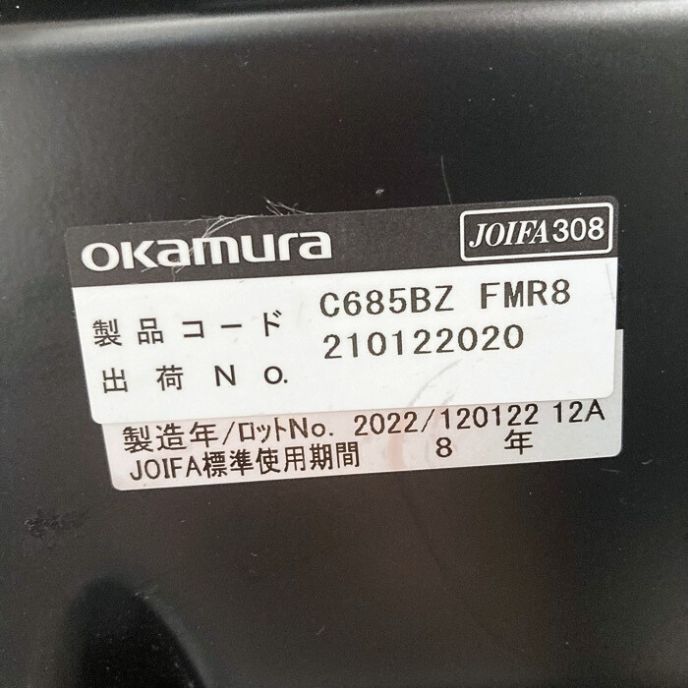 okamura JOIFA308
製品コード C685BZ FMR8
出荷NO. 210122020
製造年/ロットNo. 2022/120122 12A
JOIFA標準使用期間 8 年